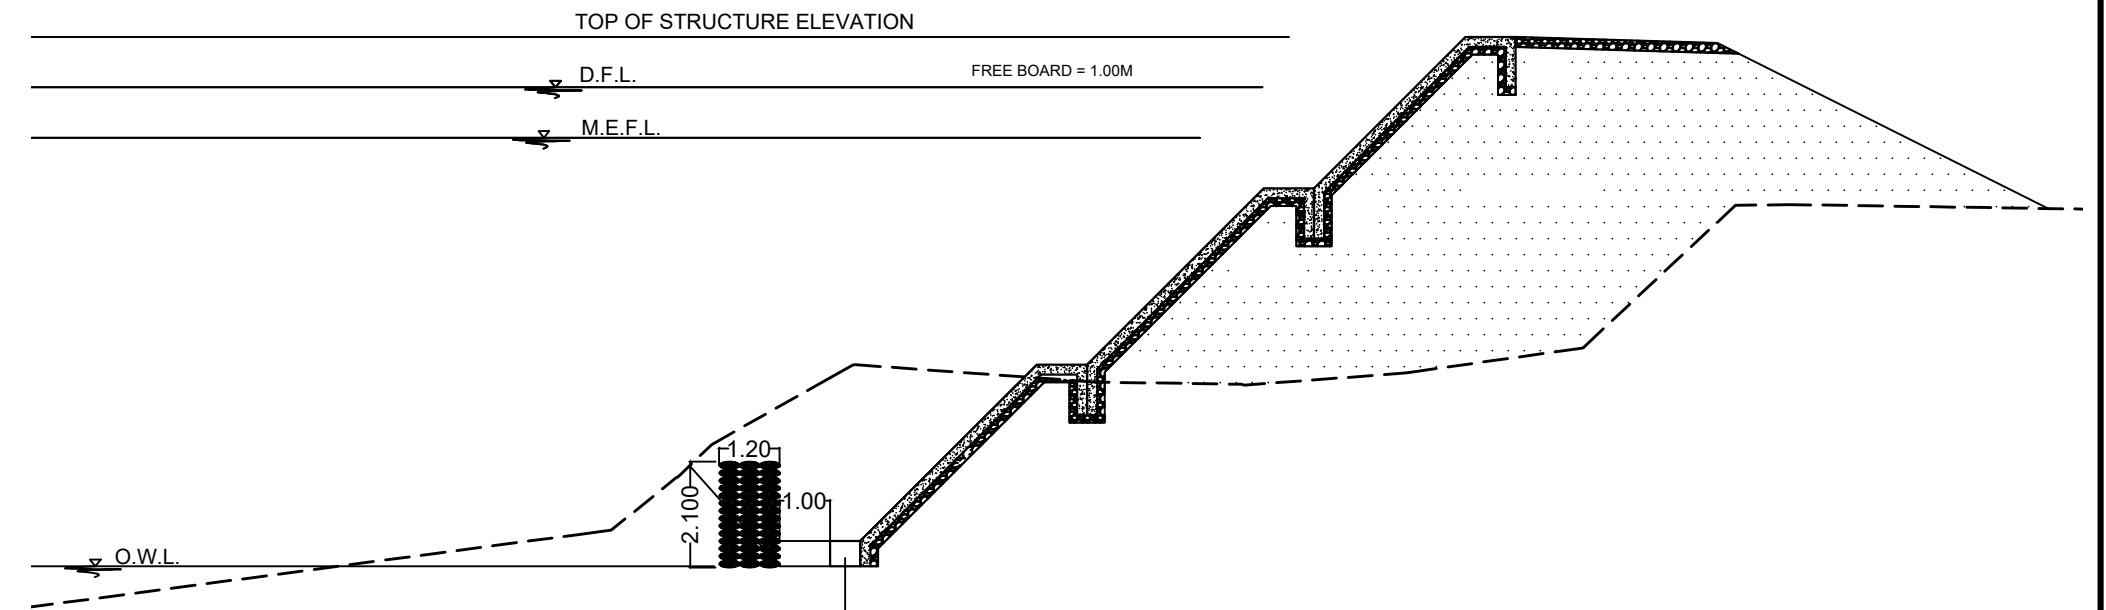 TOP OF STRUCTURE ELEVATION
D.F.L.
FREE BOARD = 1.00M
M.E.F.L.
1.20
2.100
1.00
O.W.L.